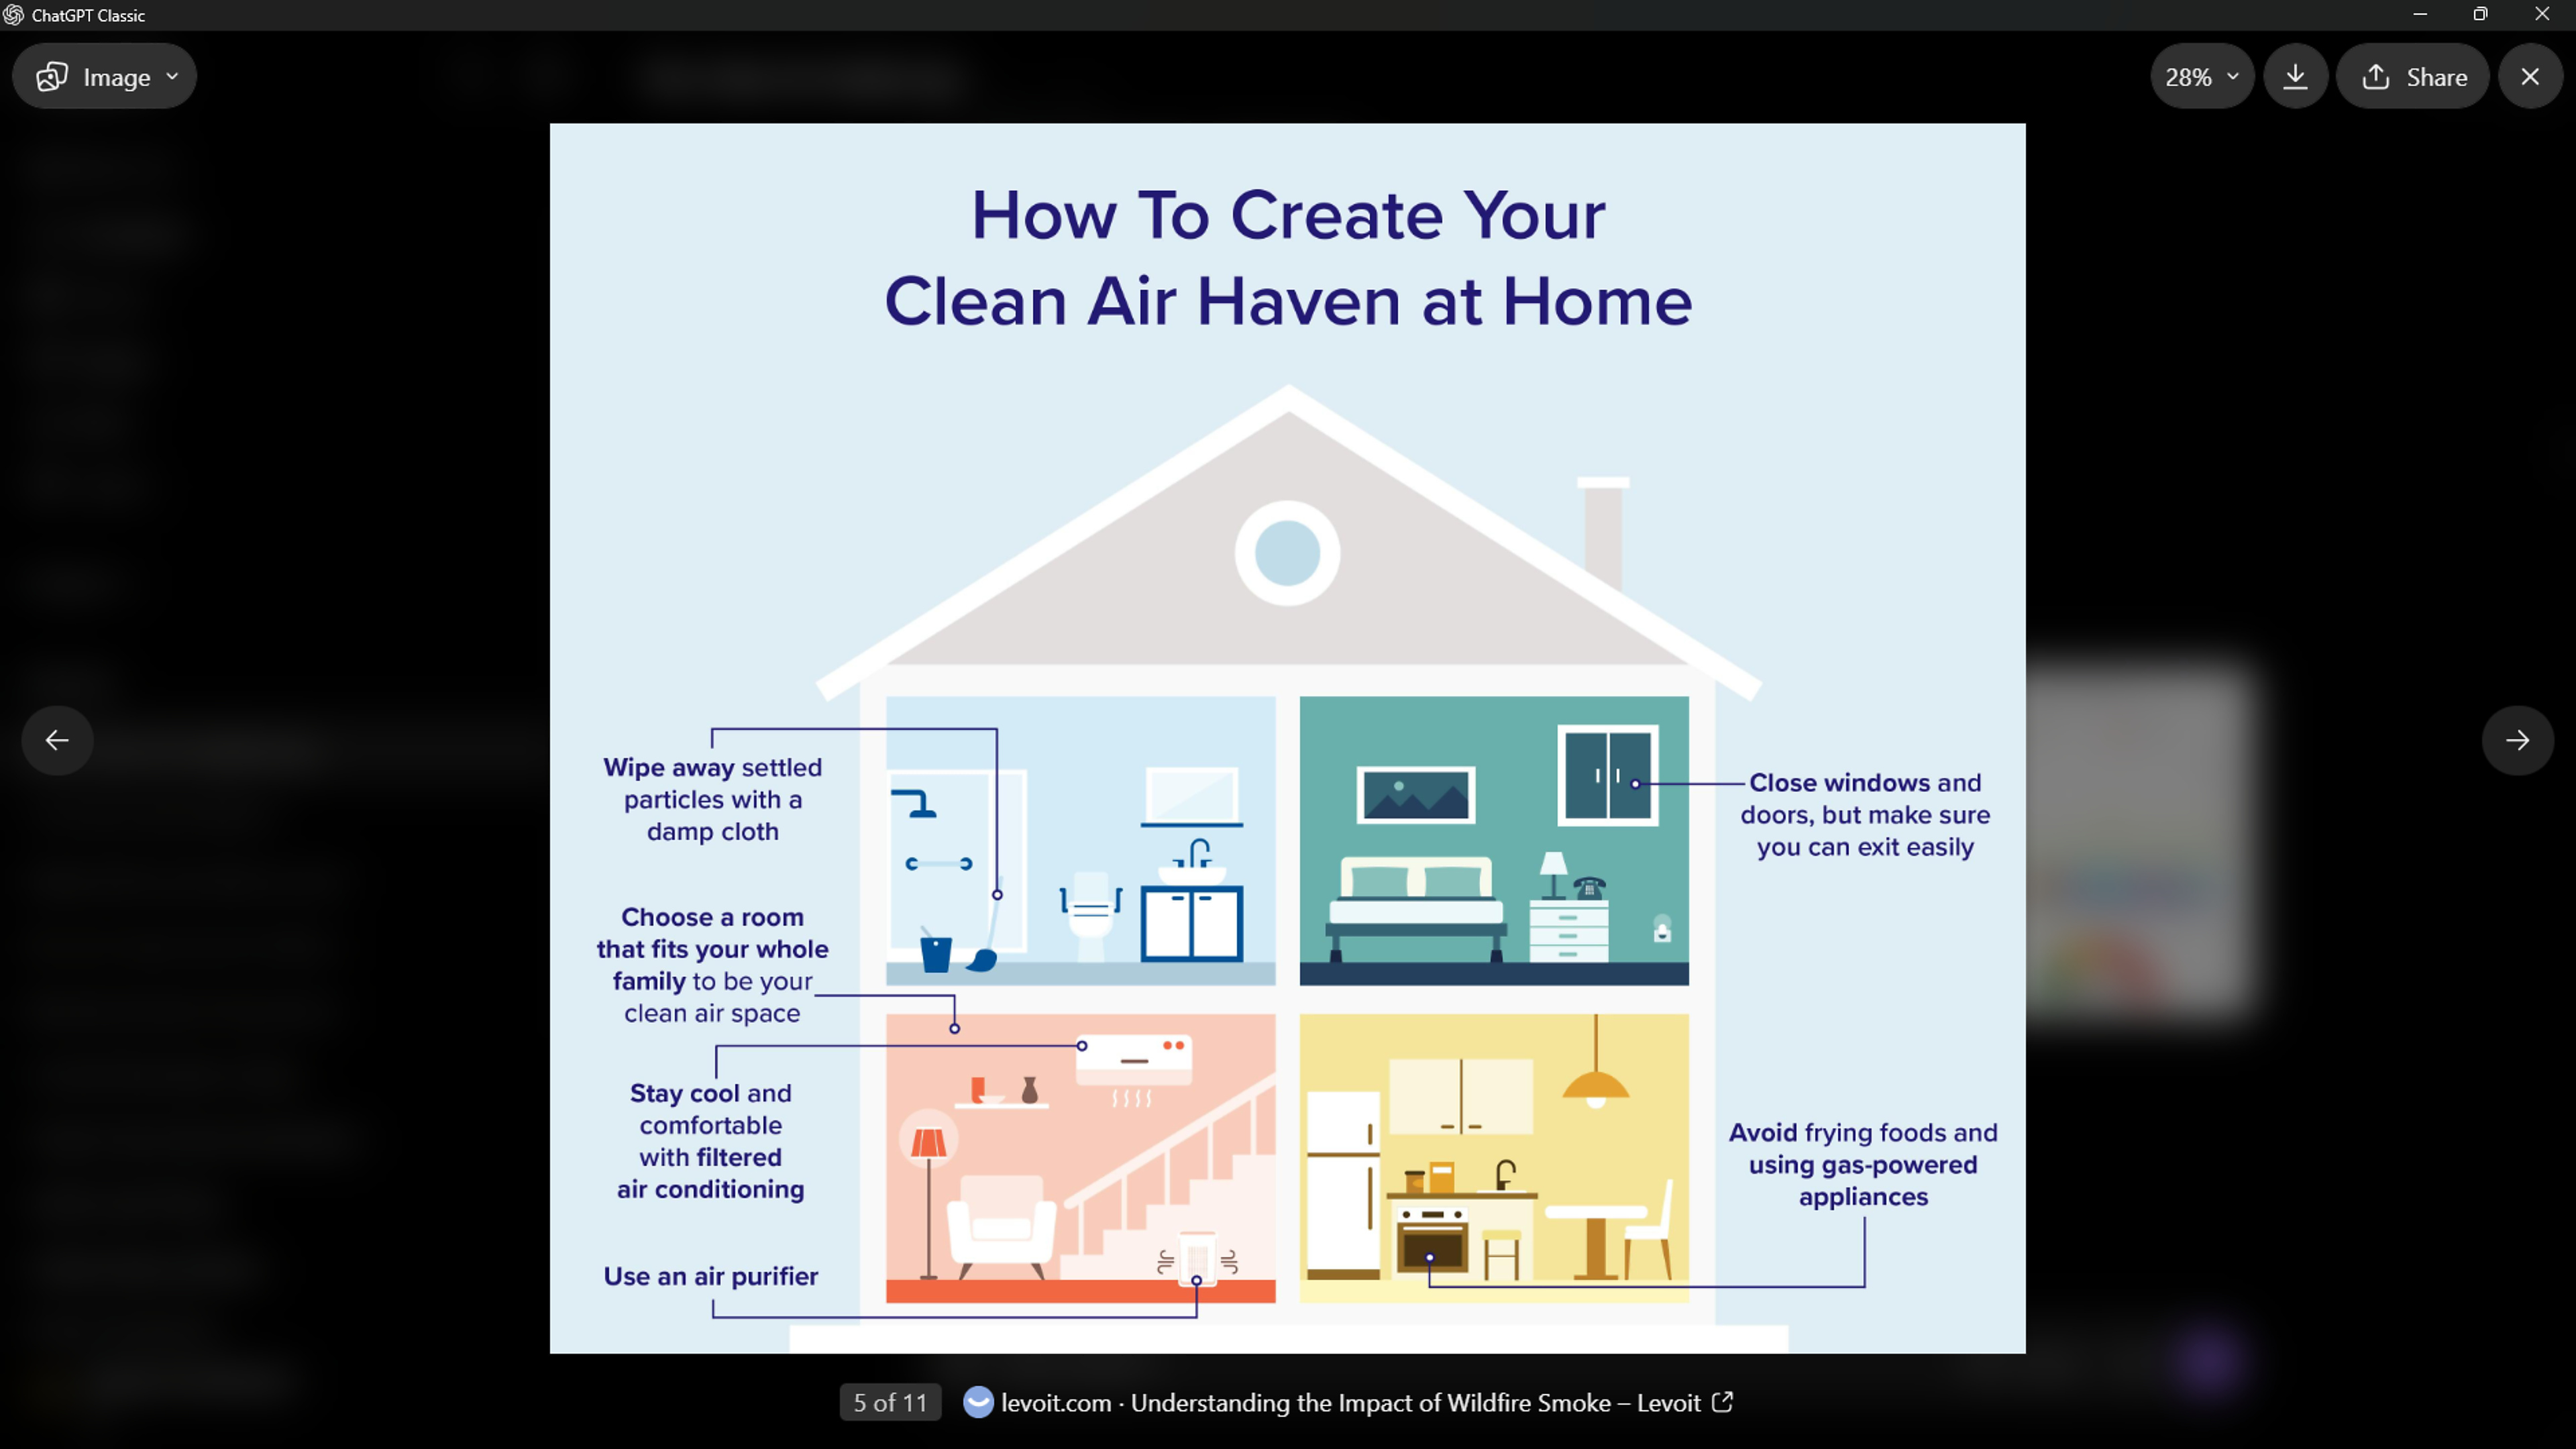 ChatGPT Classic
Image
28%
Share
How To Create Your
Clean Air Haven at Home
Wipe away settled
particles with a
damp cloth
Choose a room
that fits your whole
family to be your
clean air space
Stay cool and
comfortable
with filtered
air conditioning
Use an air purifier
Close windows and
doors, but make sure
you can exit easily
Avoid frying foods and
using gas-powered
appliances
5 of 11
levoit.com · Understanding the Impact of Wildfire Smoke – Levoit